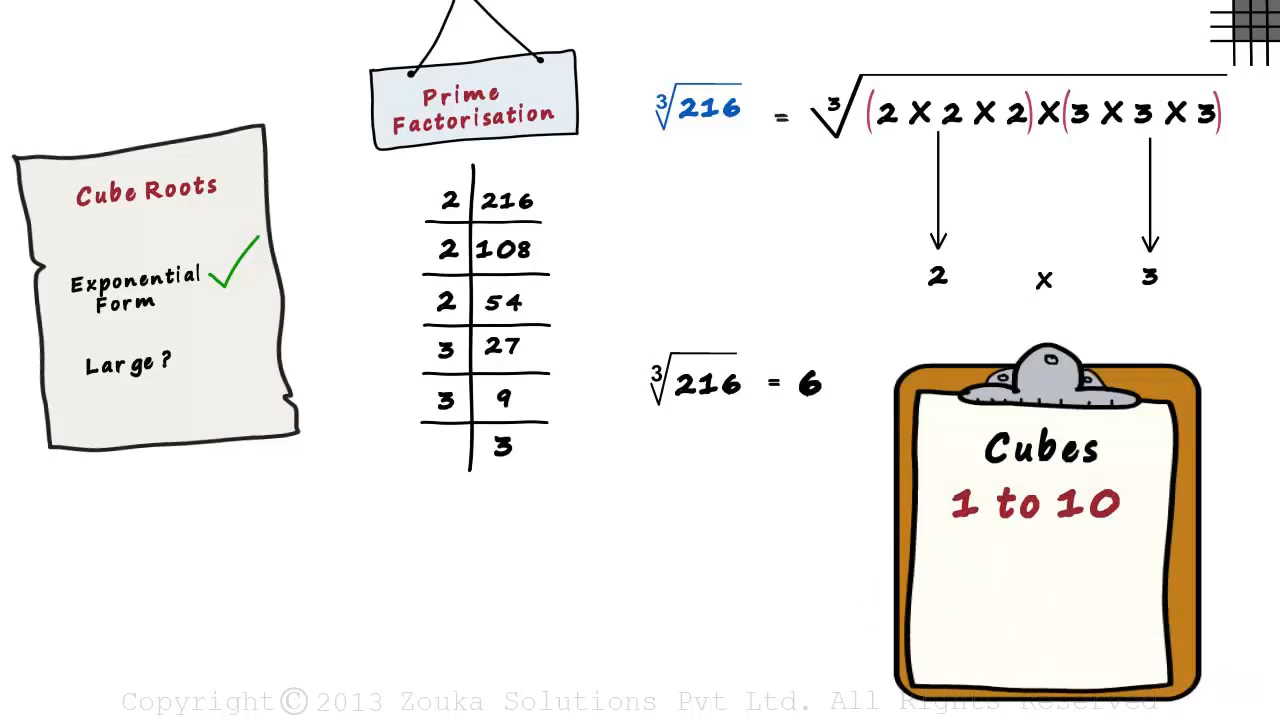 Cube Roots
Exponential
Form
Large ?
Prime
Factorisation
2 216
2 108
2 54
3 27
3 9
3
∛216 = ∛(2 X 2 X 2) X (3 X 3 X 3)
2 x 3
∛216 = 6
Cubes
1 to 10
Copyright © 2013 Zouka Solutions Pvt Ltd. All Rights Reserved